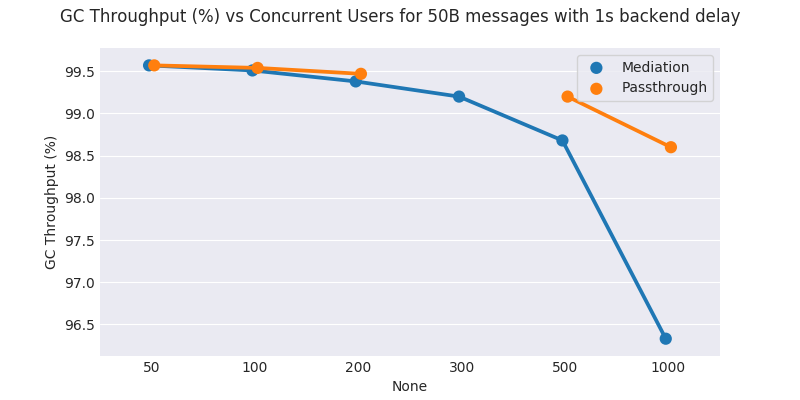 GC Throughput (%) vs Concurrent Users for 50B messages with 1s backend delay
Mediation
Passthrough
GC Throughput (%)
99.5
99.0
98.5
98.0
97.5
97.0
96.5
50 100 200 300 500 1000
None